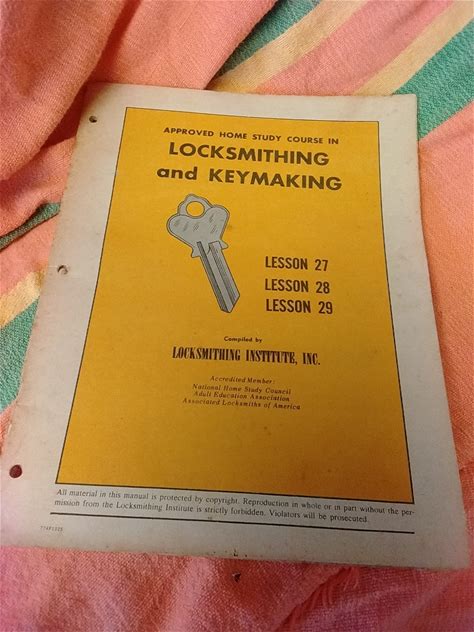 APPROVED HOME STUDY COURSE IN
LOCKSMITHING
and KEYMAKING
LESSON 27
LESSON 28
LESSON 29
Compiled by
LOCKSMITHING INSTITUTE, INC.
Accredited Member:
National Home Study Council
Adult Education Association
Associated Locksmiths of America
All material in this manual is protected by copyright. Reproduction in whole or in part without the per-
mission from the Locksmithing Institute is strictly forbidden. Violators will be prosecuted.